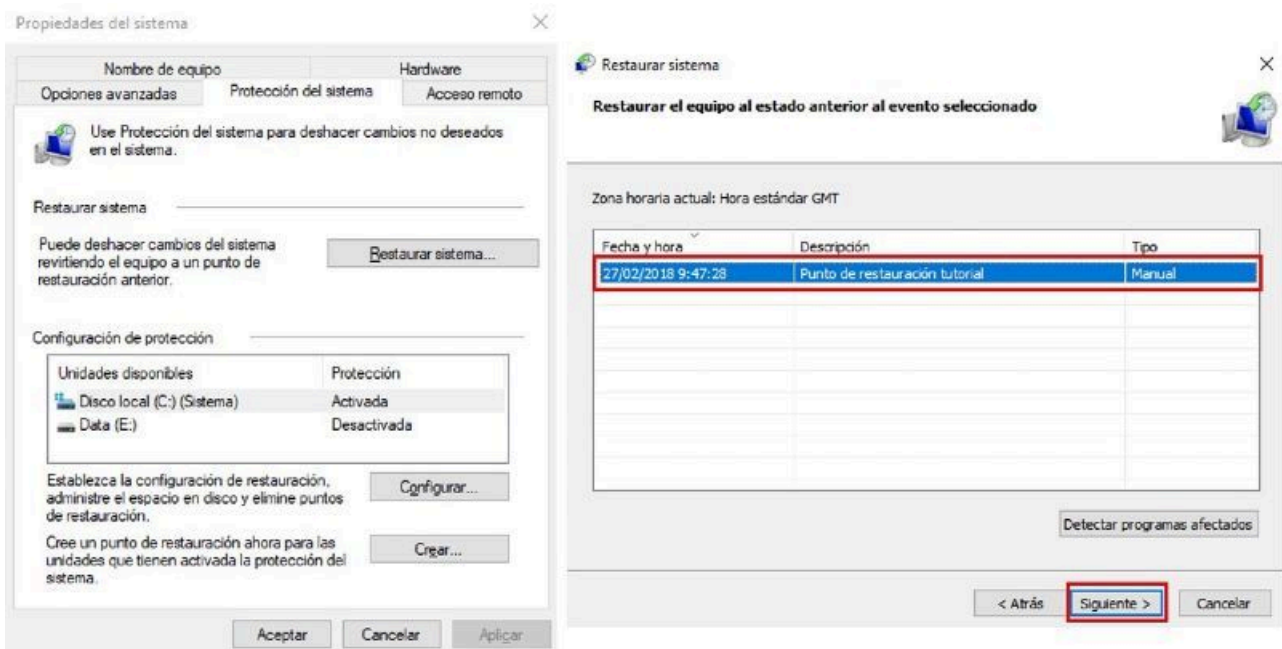 Propiedades del sistema
Nombre de equipo
Hardware
Opciones avanzadas
Protección del sistema
Acceso remoto
Use Protección del sistema para deshacer cambios no deseados
en el sistema.
Restaurar sistema
Puede deshacer cambios del sistema
revirtiendo el equipo a un punto de
restauración anterior.
Restaurar sistema...
Configuración de protección
Unidades disponibles
Protección
Disco local (C:) (Sistema)
Activada
Data (E:)
Desactivada
Establezca la configuración de restauración,
administre el espacio en disco y elimine puntos
de restauración.
Configurar...
Cree un punto de restauración ahora para las
unidades que tienen activada la protección del
sistema.
Crear...
Aceptar
Cancelar
Aplicar
Restaurar sistema
Restaurar el equipo al estado anterior al evento seleccionado
Zona horaria actual: Hora estándar GMT
Fecha y hora
Descripción
Tipo
27/02/2018 9:47:28
Punto de restauración tutorial
Manual
Detectar programas afectados
< Atrás
Siguiente >
Cancelar